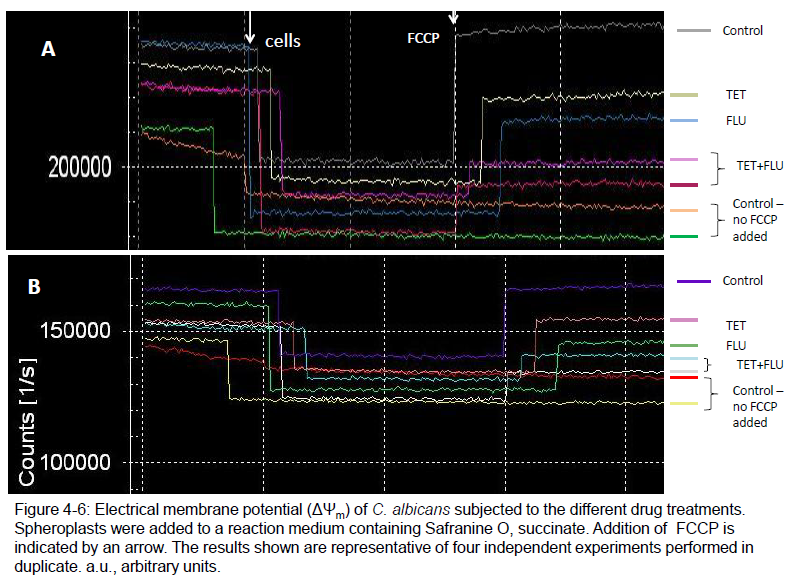 A
cells
FCCP
200000
Control
TET
FLU
TET+FLU
Control –
no FCCP
added
B
150000
100000
Counts [1/s]
Control
TET
FLU
TET+FLU
Control –
no FCCP
added
Figure 4-6: Electrical membrane potential (ΔΨm) of C. albicans subjected to the different drug treatments.
Spheroplasts were added to a reaction medium containing Safranine O, succinate. Addition of FCCP is
indicated by an arrow. The results shown are representative of four independent experiments performed in
duplicate. a.u., arbitrary units.